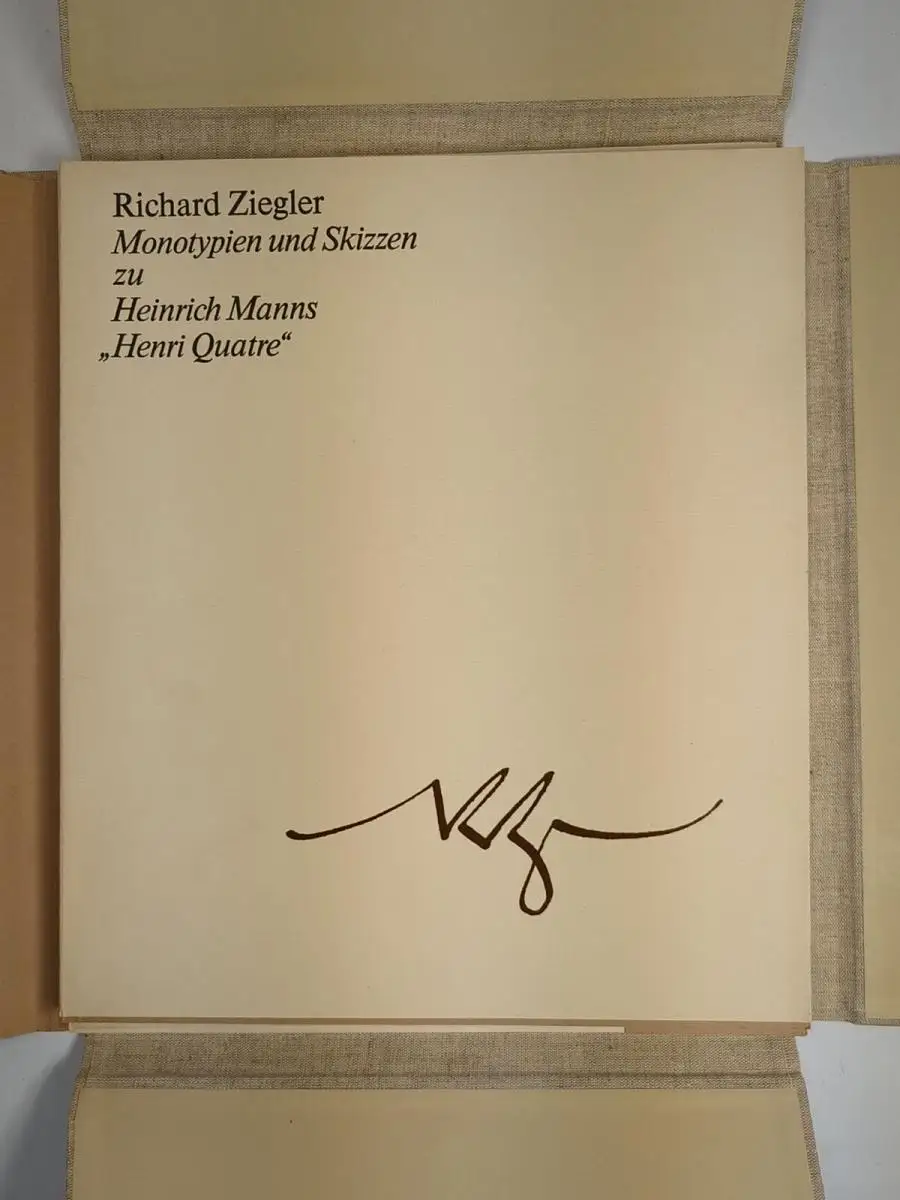 Richard Ziegler
Monotypien und Skizzen
zu
Heinrich Manns
„Henri Quatre“